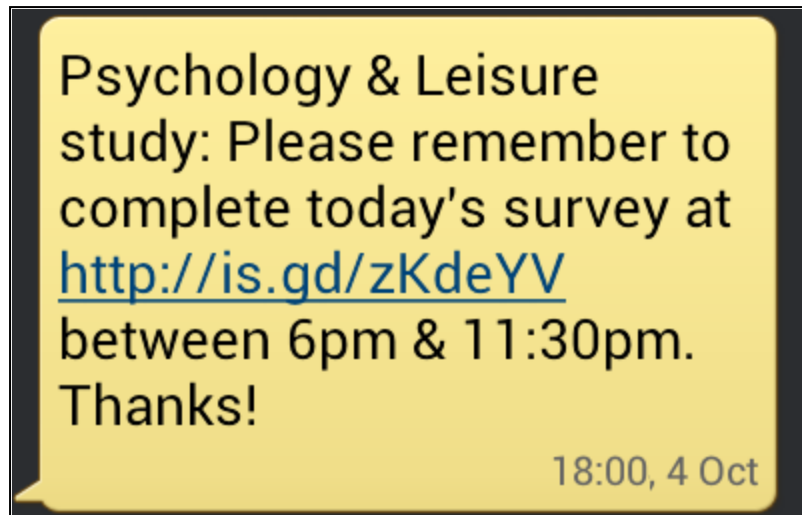 Psychology & Leisure
study: Please remember to
complete today's survey at
http://is.gd/zKdeYV
between 6pm & 11:30pm.
Thanks!
18:00, 4 Oct